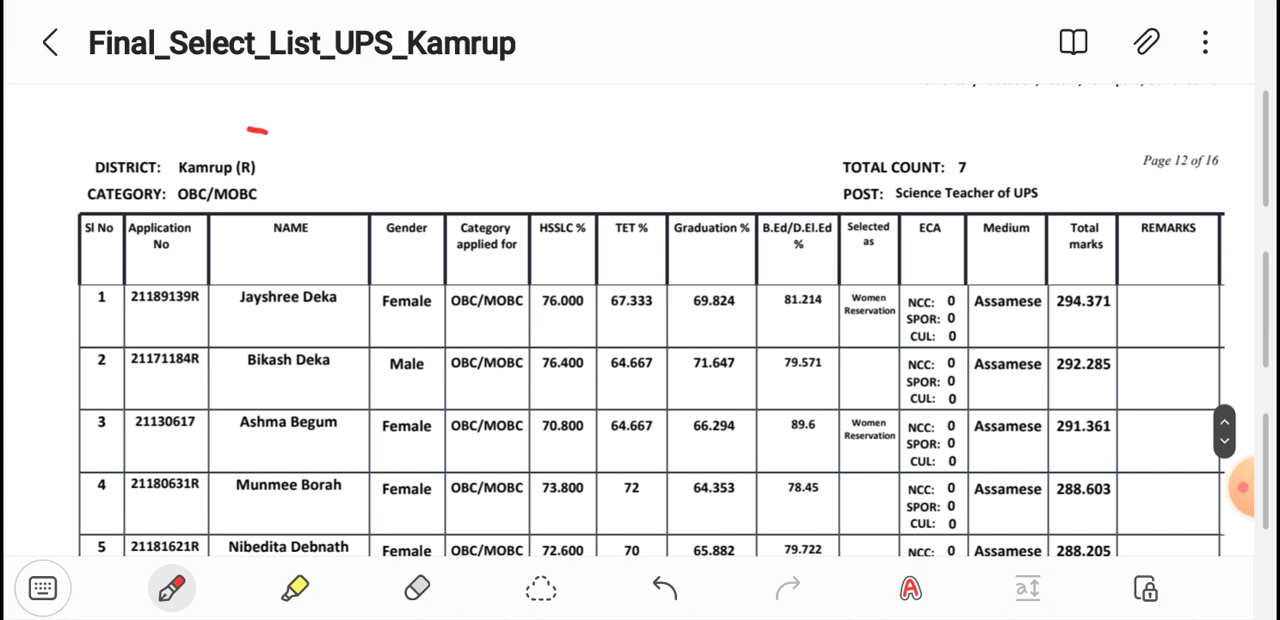 Final_Select_List_UPS_Kamrup
Page 12 of 16
DISTRICT: Kamrup (R) TOTAL COUNT: 7
CATEGORY: OBC/MOBC POST: Science Teacher of UPS
Sl No Application No NAME Gender Category applied for HSSLC % TET % Graduation % B.Ed/D.El.Ed % Selected as ECA Medium Total marks REMARKS
1 21189139R Jayshree Deka Female OBC/MOBC 76.000 67.333 69.824 81.214 Women Reservation NCC: 0 SPOR: 0 CUL: 0 Assamese 294.371
2 21171184R Bikash Deka Male OBC/MOBC 76.400 64.667 71.647 79.571 NCC: 0 SPOR: 0 CUL: 0 Assamese 292.285
3 21130617 Ashma Begum Female OBC/MOBC 70.800 64.667 66.294 89.6 Women Reservation NCC: 0 SPOR: 0 CUL: 0 Assamese 291.361
4 21180631R Munmee Borah Female OBC/MOBC 73.800 72 64.353 78.45 NCC: 0 SPOR: 0 CUL: 0 Assamese 288.603
5 21181621R Nibedita Debnath Female OBC/MOBC 72.600 70 65.882 79.722 NCC: 0 Assamese 288.205